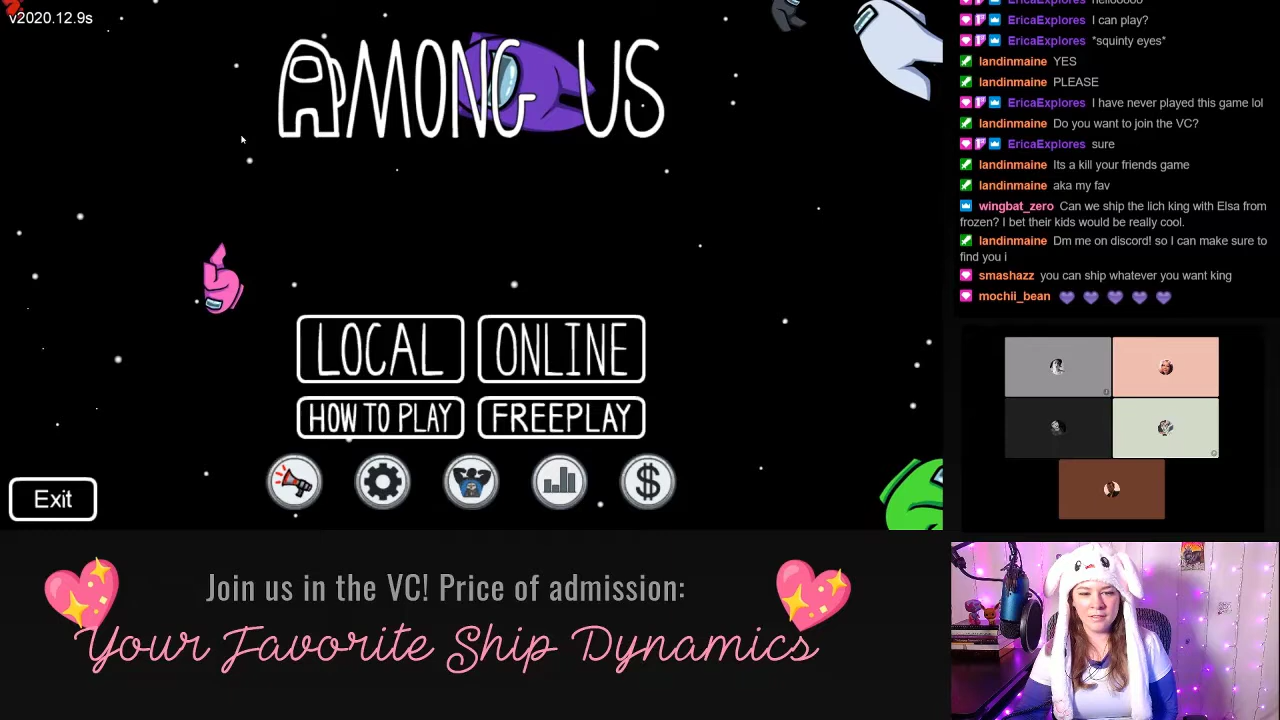 v2020.12.9s
AMONG US
LOCAL
ONLINE
HOW TO PLAY
FREEPLAY
$
Exit
Join us in the VC! Price of admission:
Your Favorite Ship Dynamics
EricaExplores hellooooo
EricaExplores I can play?
EricaExplores *squinty eyes*
landinmaine YES
landinmaine PLEASE
EricaExplores I have never played this game lol
landinmaine Do you want to join the VC?
EricaExplores sure
landinmaine Its a kill your friends game
landinmaine aka my fav
wingbat_zero Can we ship the lich king with Elsa from
frozen? I bet their kids would be really cool.
landinmaine Dm me on discord! so I can make sure to
find you i
smashazz you can ship whatever you want king
mochii_bean